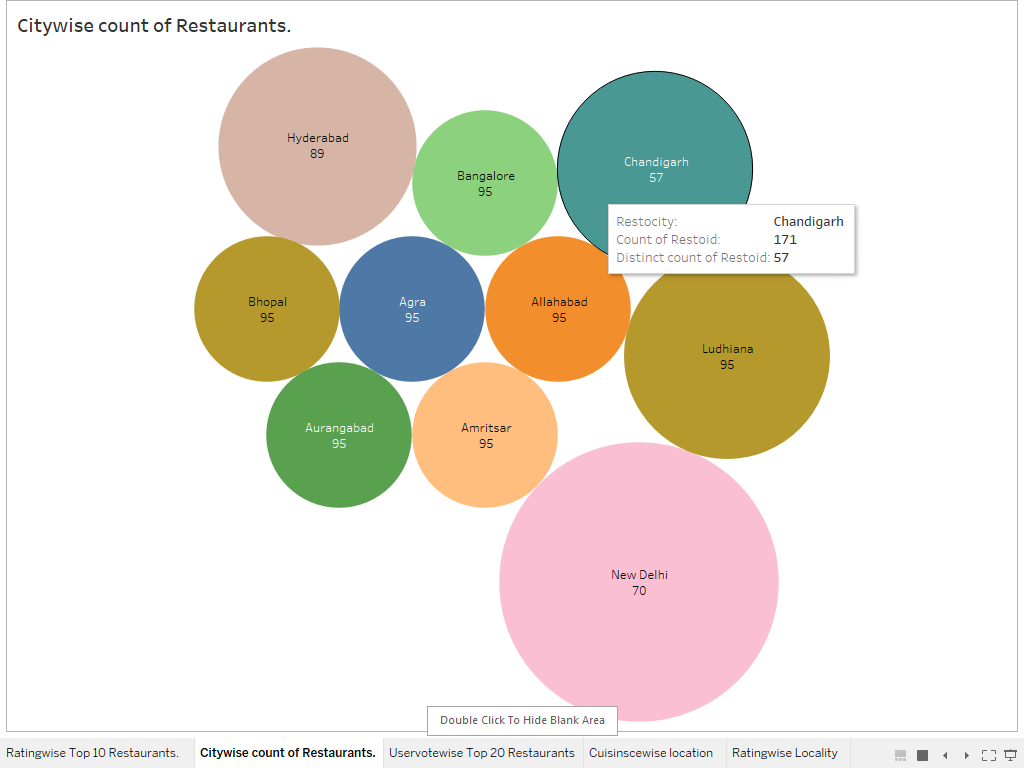 Citywise count of Restaurants.
Hyderabad
89
Bangalore
95
Chandigarh
57
Restocity: Chandigarh
Count of Restoid: 171
Distinct count of Restoid: 57
Bhopal
95
Agra
95
Allahabad
95
Ludhiana
95
Aurangabad
95
Amritsar
95
New Delhi
70
Double Click To Hide Blank Area
Ratingwise Top 10 Restaurants. Citywise count of Restaurants. Uservotewise Top 20 Restaurants Cuisinscewise location Ratingwise Locality